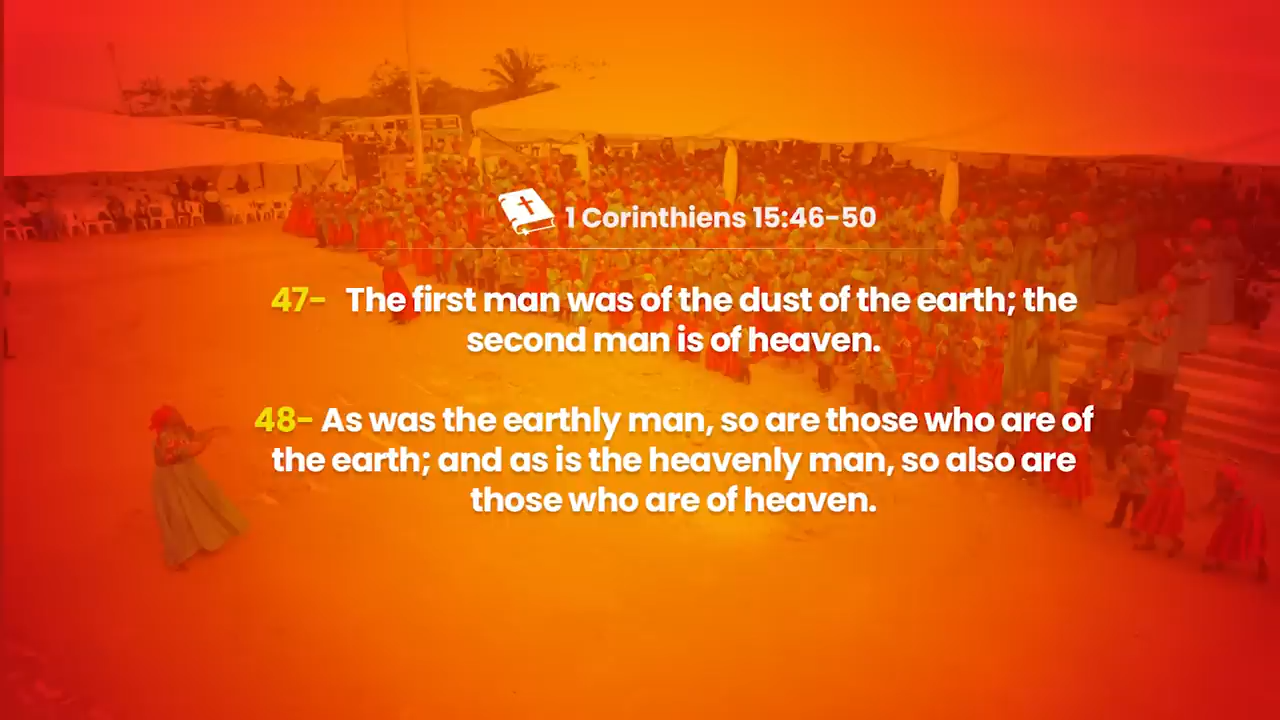 1 Corinthiens 15:46-50
47- The first man was of the dust of the earth; the
second man is of heaven.
48- As was the earthly man, so are those who are of
the earth; and as is the heavenly man, so also are
those who are of heaven.